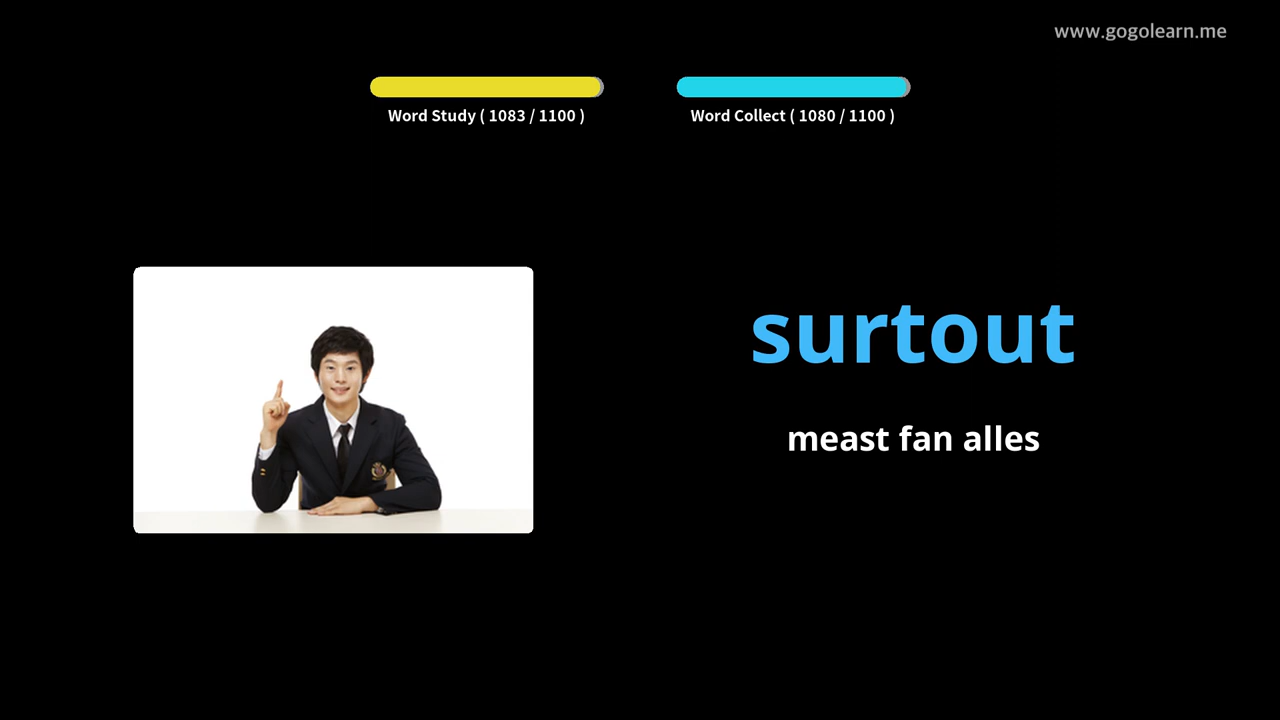 www.gogolearn.me
Word Study ( 1083 / 1100 )
Word Collect ( 1080 / 1100 )
surtout
meast fan alles